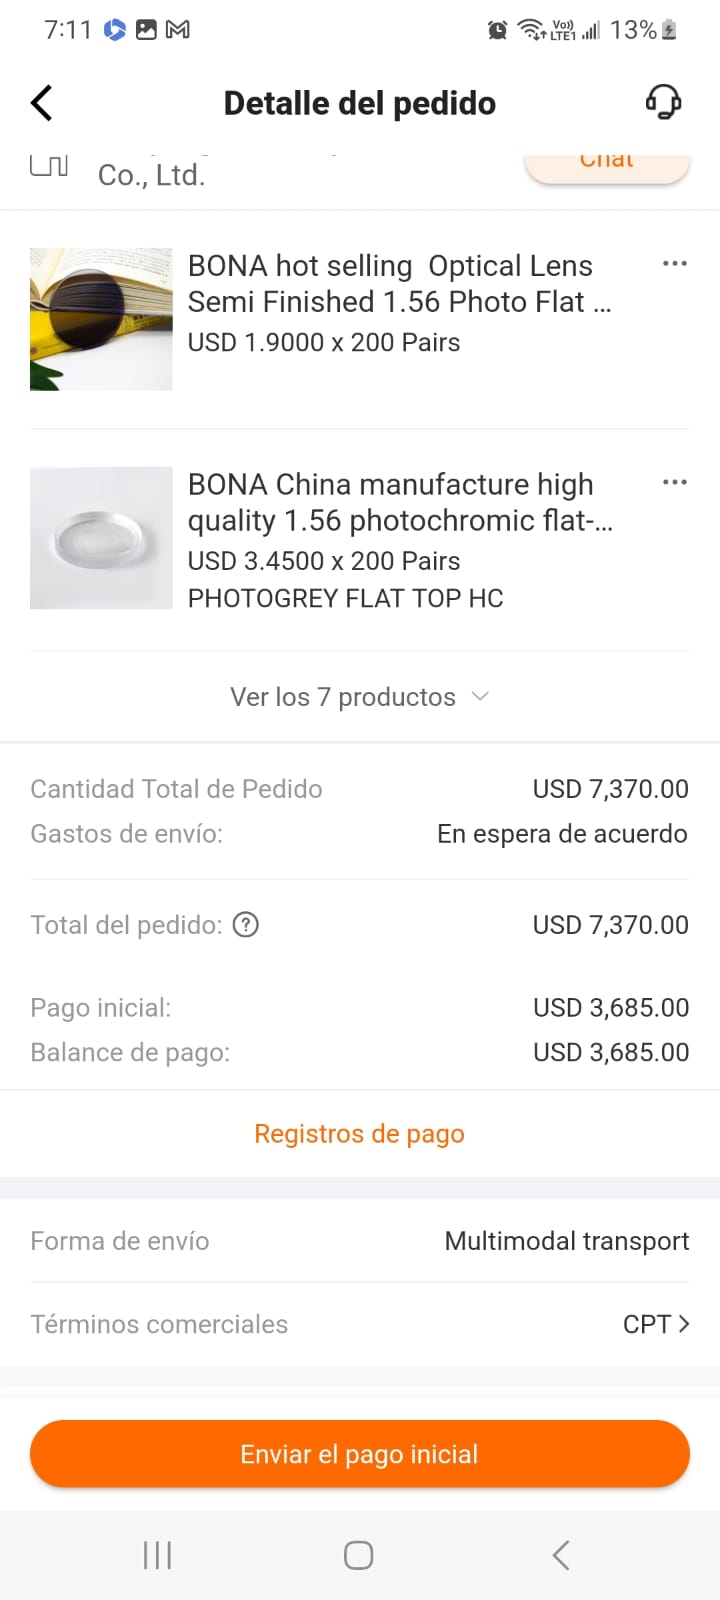 7:11
Vo))
LTE1
13%
Detalle del pedido
Co., Ltd.
Chat
BONA hot selling  Optical Lens
Semi Finished 1.56 Photo Flat ...
USD 1.9000 x 200 Pairs
BONA China manufacture high
quality 1.56 photochromic flat-...
USD 3.4500 x 200 Pairs
PHOTOGREY FLAT TOP HC
Ver los 7 productos
Cantidad Total de Pedido USD 7,370.00
Gastos de envío: En espera de acuerdo
Total del pedido: ? USD 7,370.00
Pago inicial: USD 3,685.00
Balance de pago: USD 3,685.00
Registros de pago
Forma de envío Multimodal transport
Términos comerciales CPT
Enviar el pago inicial